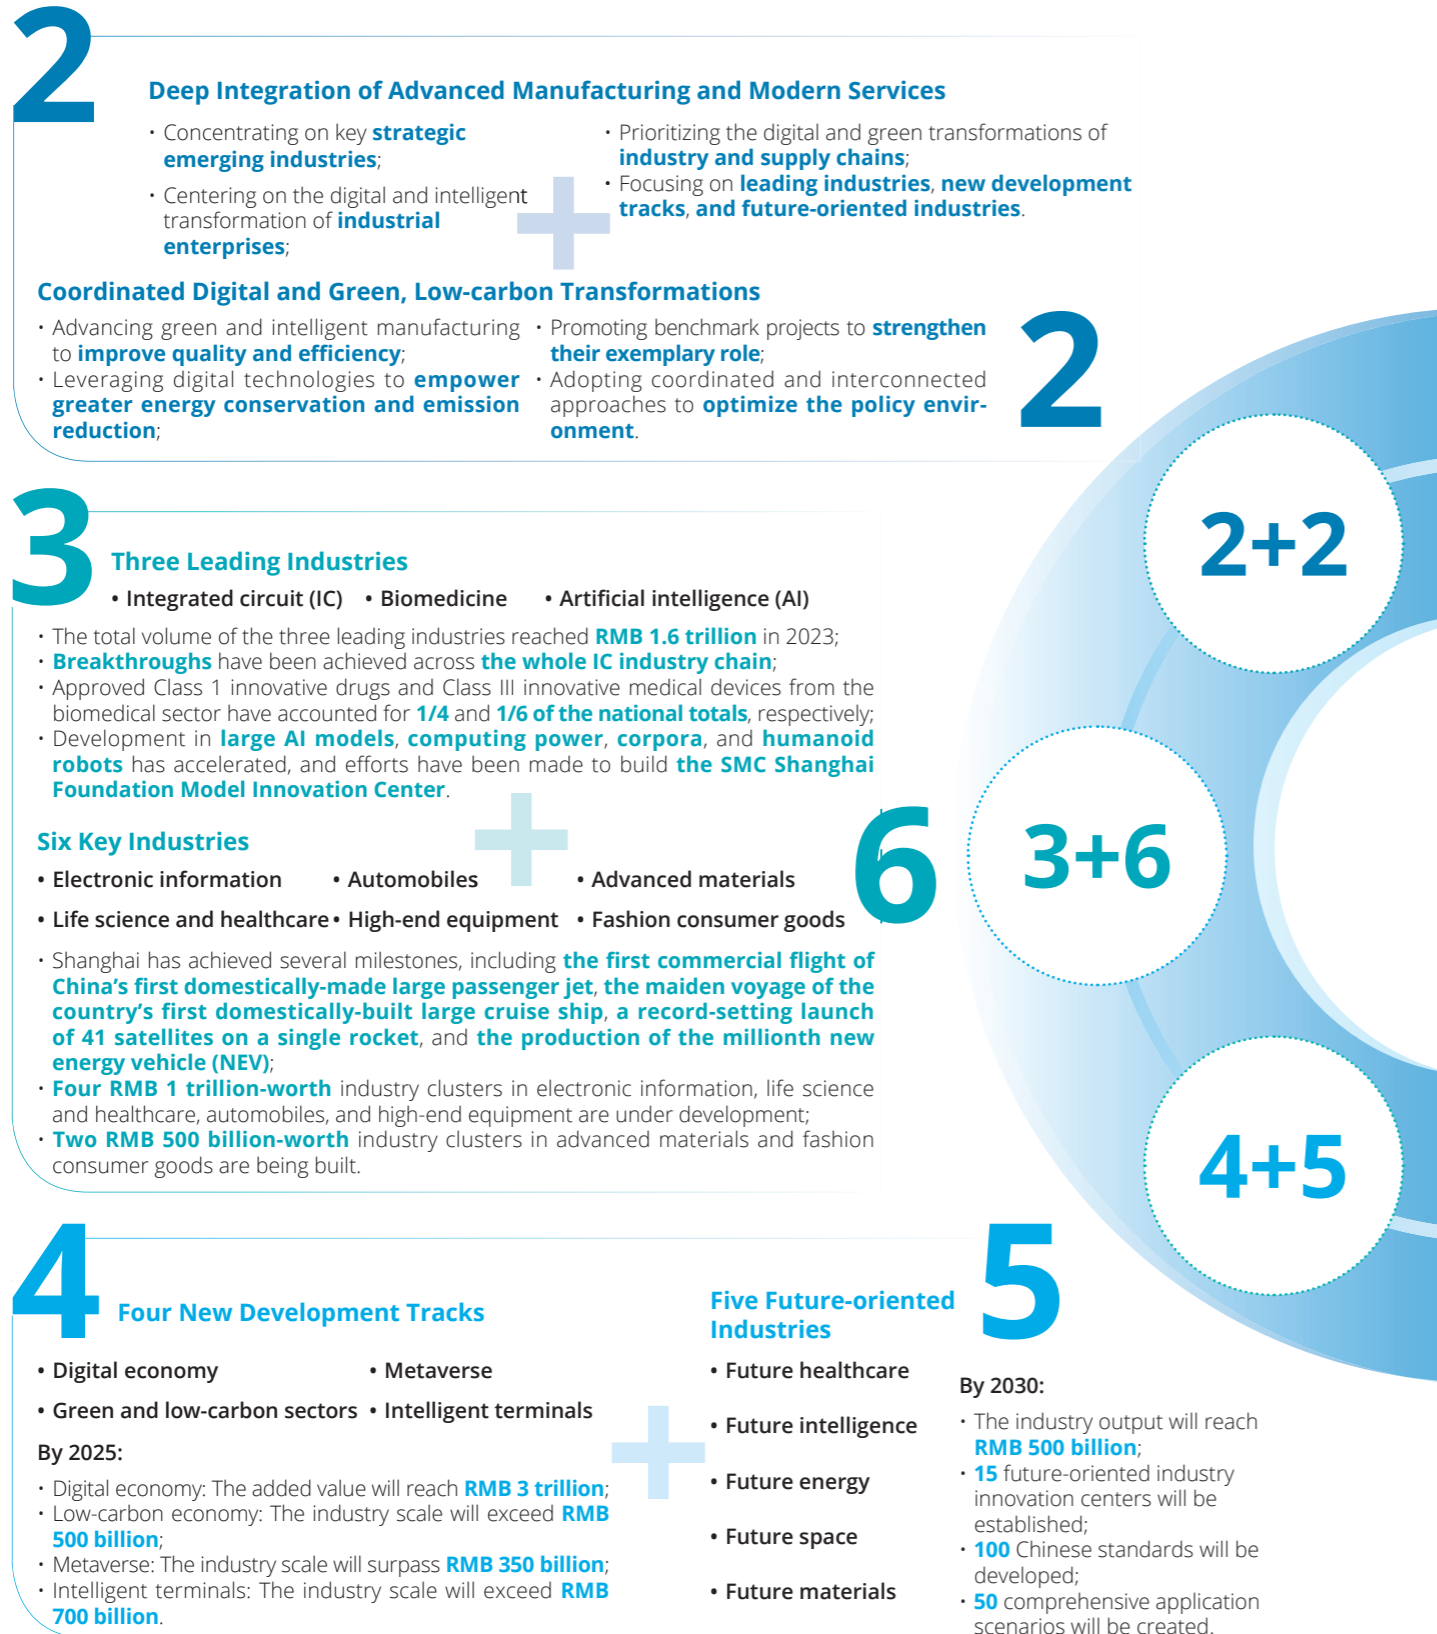 2
Deep Integration of Advanced Manufacturing and Modern Services
• Concentrating on key strategic
emerging industries;
• Centering on the digital and intelligent
transformation of industrial
enterprises;
+
• Prioritizing the digital and green transformations of
industry and supply chains;
• Focusing on leading industries, new development
tracks, and future-oriented industries.
Coordinated Digital and Green, Low-carbon Transformations
• Advancing green and intelligent manufacturing
to improve quality and efficiency;
• Leveraging digital technologies to empower
greater energy conservation and emission
reduction;
• Promoting benchmark projects to strengthen
their exemplary role;
• Adopting coordinated and interconnected
approaches to optimize the policy envir-
onment.
2
2+2
3
Three Leading Industries
• Integrated circuit (IC) • Biomedicine • Artificial intelligence (AI)
• The total volume of the three leading industries reached RMB 1.6 trillion in 2023;
• Breakthroughs have been achieved across the whole IC industry chain;
• Approved Class 1 innovative drugs and Class III innovative medical devices from the
biomedical sector have accounted for 1/4 and 1/6 of the national totals, respectively;
• Development in large AI models, computing power, corpora, and humanoid
robots has accelerated, and efforts have been made to build the SMC Shanghai
Foundation Model Innovation Center.
+
Six Key Industries
6
• Electronic information • Automobiles • Advanced materials
• Life science and healthcare • High-end equipment • Fashion consumer goods
• Shanghai has achieved several milestones, including the first commercial flight of
China's first domestically-made large passenger jet, the maiden voyage of the
country's first domestically-built large cruise ship, a record-setting launch
of 41 satellites on a single rocket, and the production of the millionth new
energy vehicle (NEV);
• Four RMB 1 trillion-worth industry clusters in electronic information, life science
and healthcare, automobiles, and high-end equipment are under development;
• Two RMB 500 billion-worth industry clusters in advanced materials and fashion
consumer goods are being built.
3+6
4
Four New Development Tracks
• Digital economy • Metaverse
• Green and low-carbon sectors • Intelligent terminals
By 2025:
• Digital economy: The added value will reach RMB 3 trillion;
• Low-carbon economy: The industry scale will exceed RMB
500 billion;
• Metaverse: The industry scale will surpass RMB 350 billion;
• Intelligent terminals: The industry scale will exceed RMB
700 billion.
+
Five Future-oriented
Industries
5
• Future healthcare
• Future intelligence
• Future energy
• Future space
• Future materials
By 2030:
• The industry output will reach
RMB 500 billion;
• 15 future-oriented industry
innovation centers will be
established;
• 100 Chinese standards will be
developed;
• 50 comprehensive application
scenarios will be created.
4+5